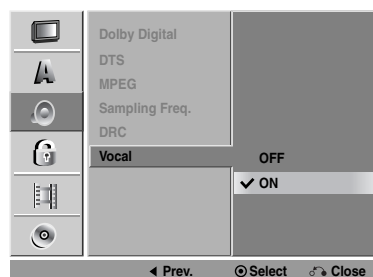 Dolby Digital
DTS
MPEG
Sampling Freq.
DRC
Vocal
OFF
ON
Prev.
Select
Close